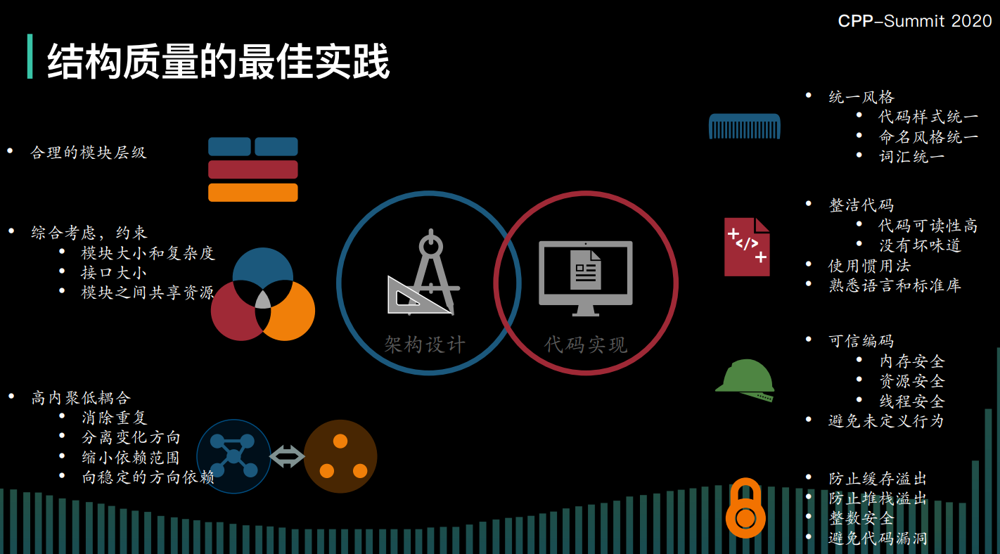 CPP-Summit 2020
结构质量的最佳实践
• 合理的模块层级
• 综合考虑，约束
• 模块大小和复杂度
• 接口大小
• 模块之间共享资源
• 高内聚低耦合
• 消除重复
• 分离变化方向
• 缩小依赖范围
• 向稳定的方向依赖
架构设计
代码实现
</>
• 统一风格
• 代码样式统一
• 命名风格统一
• 词汇统一
• 整洁代码
• 代码可读性高
• 没有坏味道
• 使用惯用法
• 熟悉语言和标准库
• 可信编码
• 内存安全
• 资源安全
• 线程安全
• 避免未定义行为
• 防止缓存溢出
• 防止堆栈溢出
• 整数安全
• 避免代码漏洞